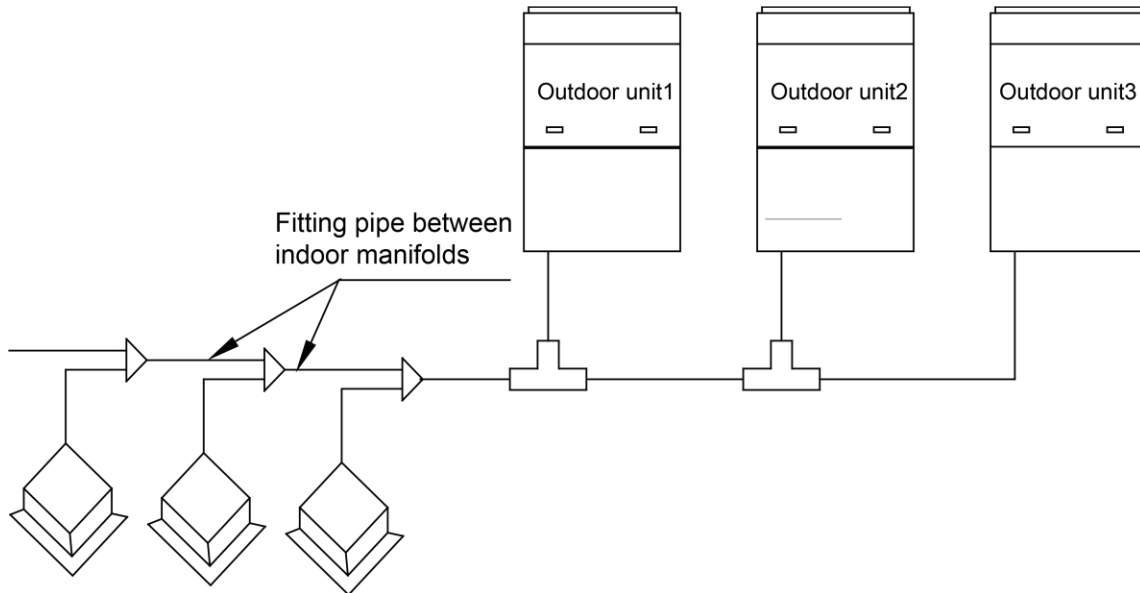 Outdoor unit1
Outdoor unit2
Outdoor unit3
Fitting pipe between
indoor manifolds